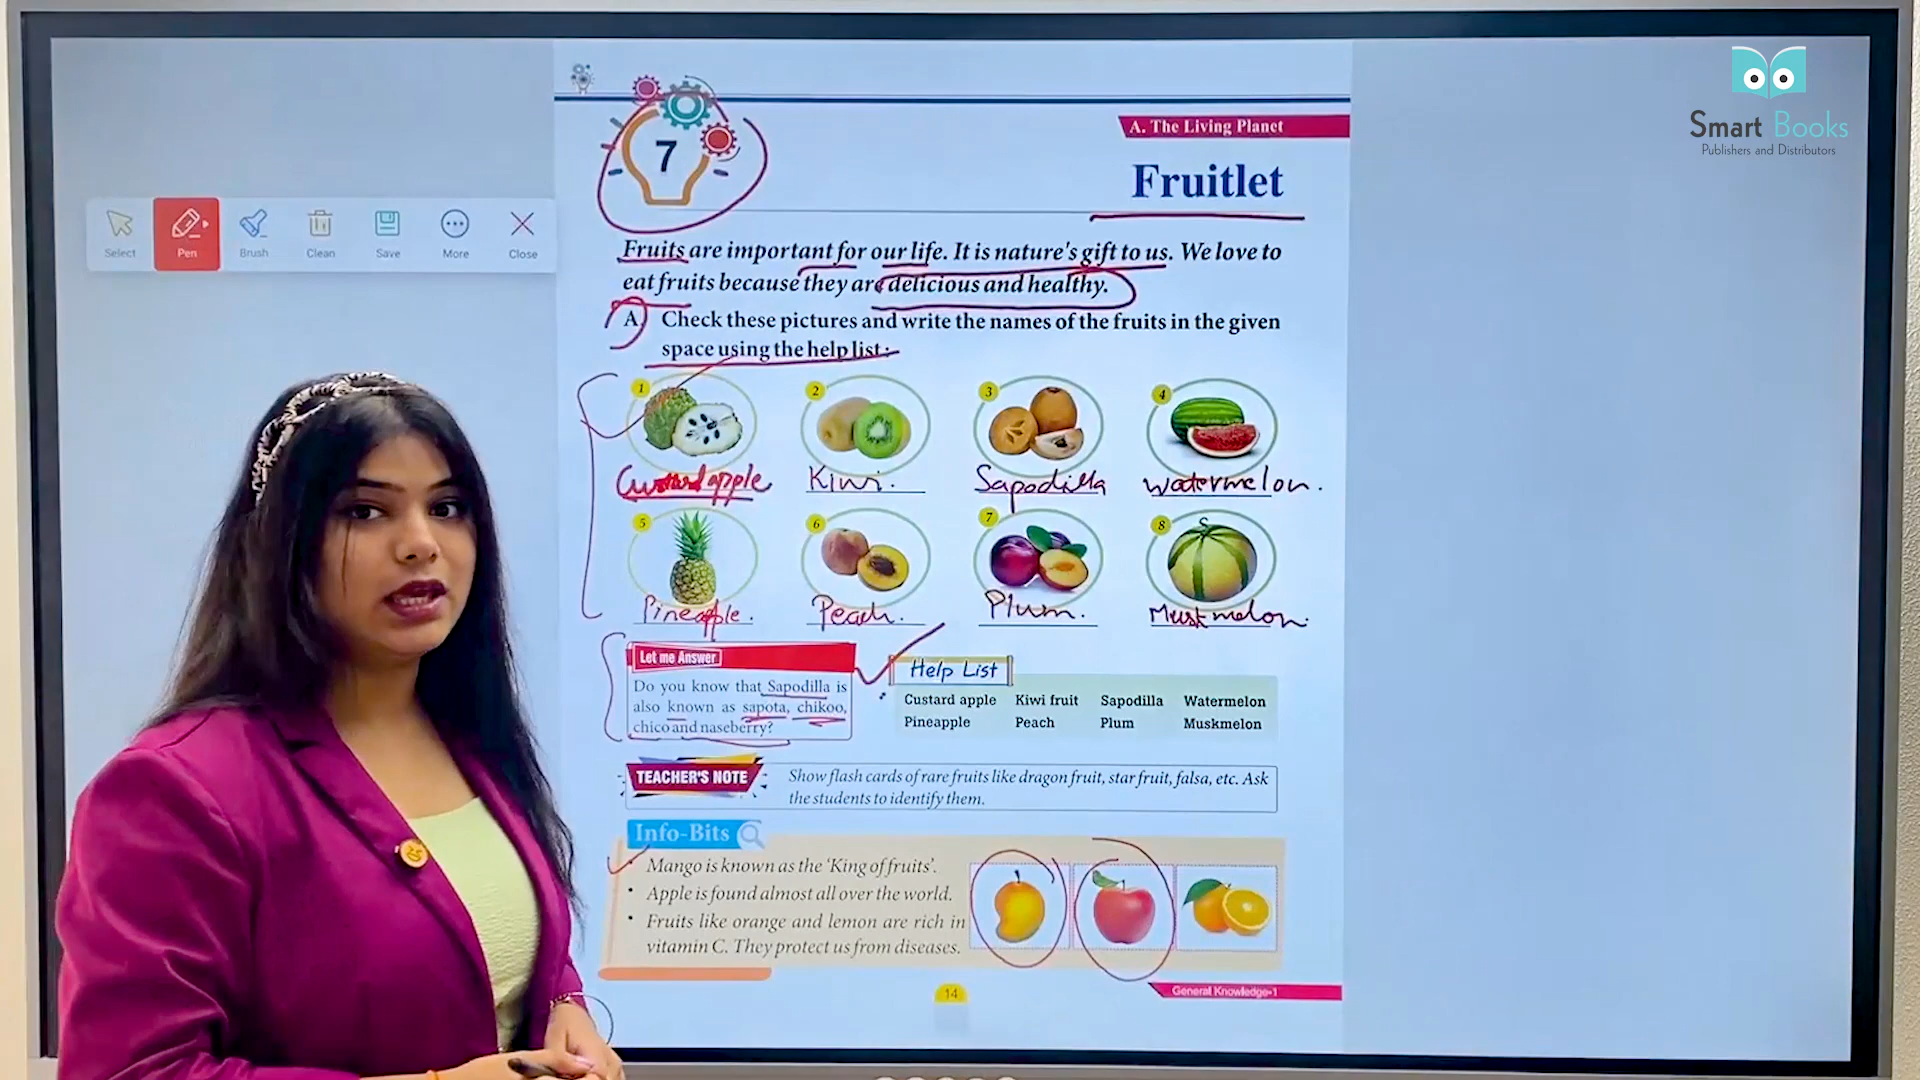 Smart Books
Publishers and Distributors
A. The Living Planet
7
Fruitlet
Select
Pen
Brush
Clean
Save
More
Close
Fruits are important for our life. It is nature's gift to us. We love to
eat fruits because they are delicious and healthy.
A. Check these pictures and write the names of the fruits in the given
space using the help list:
1 2 3 4
Custard apple Kiwi. Sapodilla watermelon.
5 6 7 8
Pineapple. Peach. Plum. Muskmelon.
Let me Answer
Do you know that Sapodilla is
also known as sapota, chikoo,
chico and naseberry?
Help List
Custard apple Kiwi fruit Sapodilla Watermelon
Pineapple Peach Plum Muskmelon
TEACHER'S NOTE
Show flash cards of rare fruits like dragon fruit, star fruit, falsa, etc. Ask
the students to identify them.
Info-Bits
Mango is known as the 'King of fruits'.
• Apple is found almost all over the world.
• Fruits like orange and lemon are rich in
vitamin C. They protect us from diseases.
14
General Knowledge-1